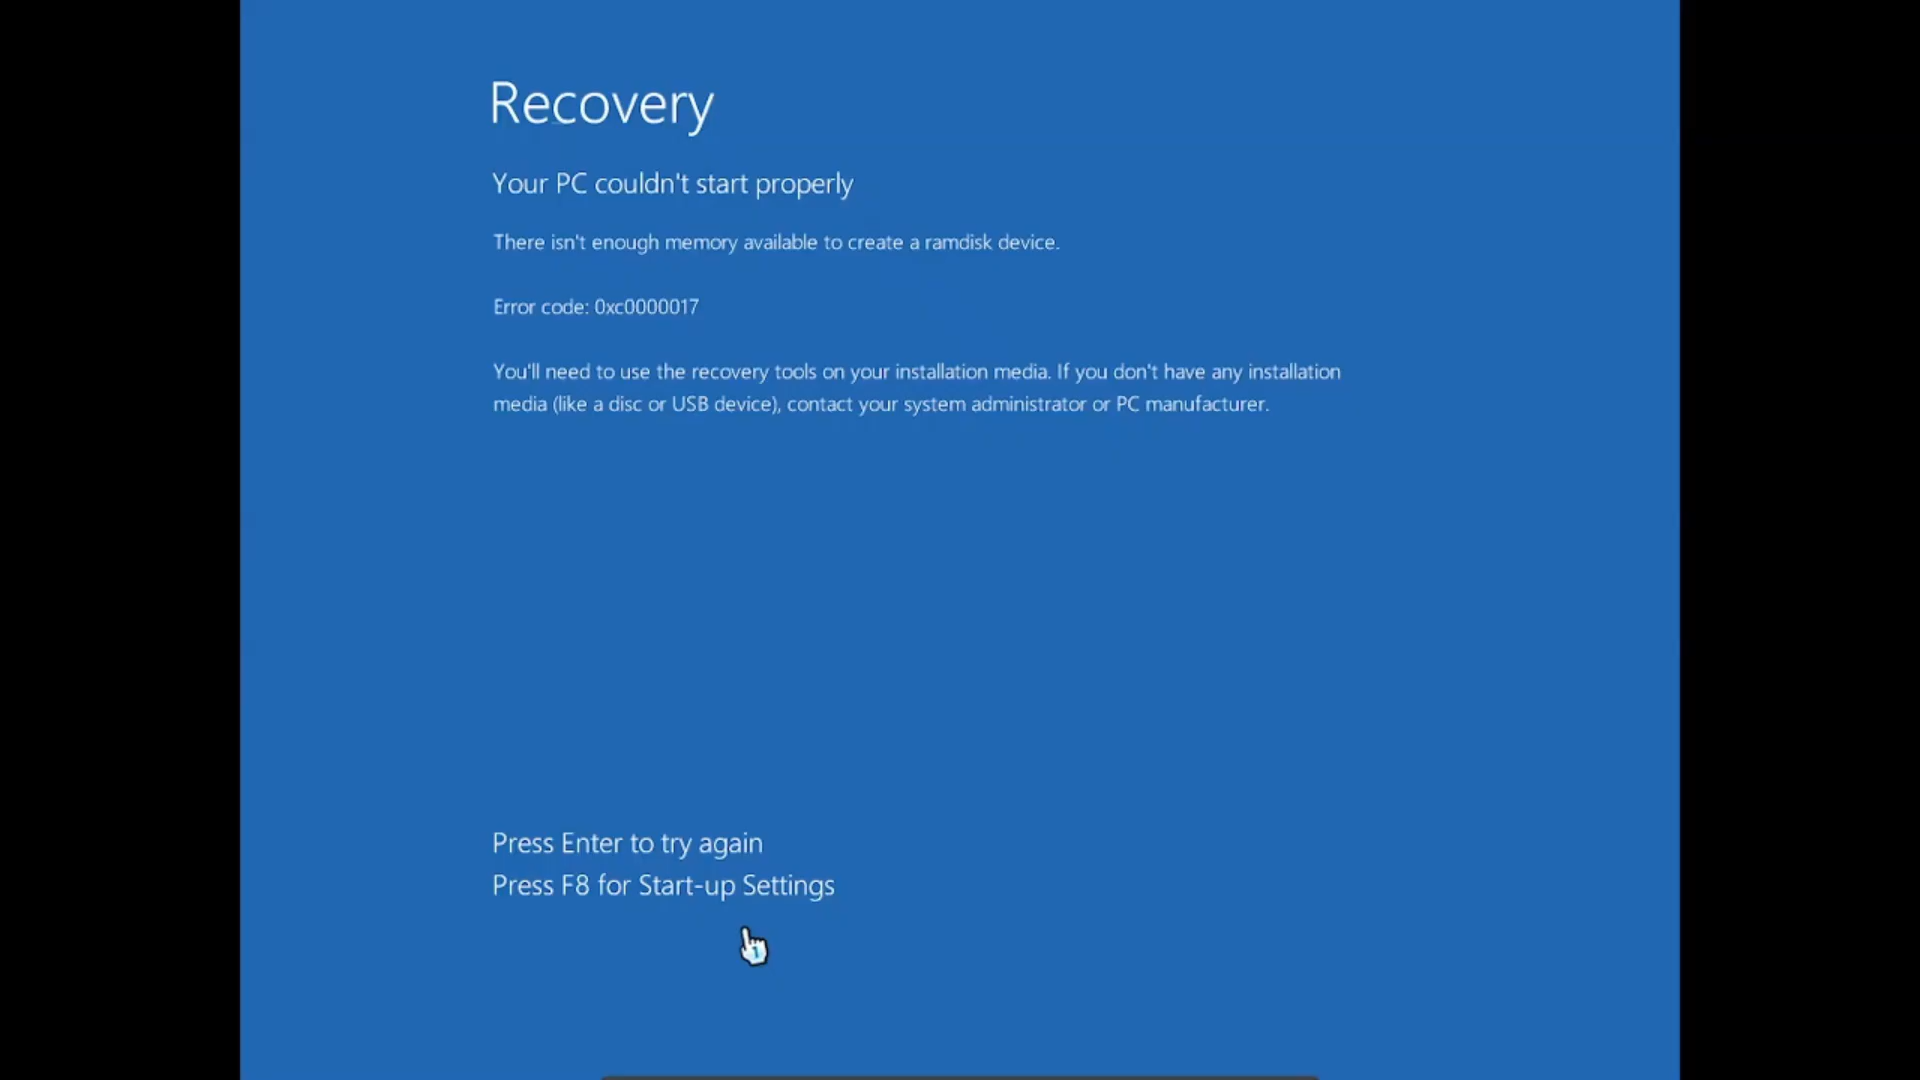 Recovery
Your PC couldn't start properly
There isn't enough memory available to create a ramdisk device.
Error code: 0xc0000017
You'll need to use the recovery tools on your installation media. If you don't have any installation
media (like a disc or USB device), contact your system administrator or PC manufacturer.
Press Enter to try again
Press F8 for Start-up Settings
1